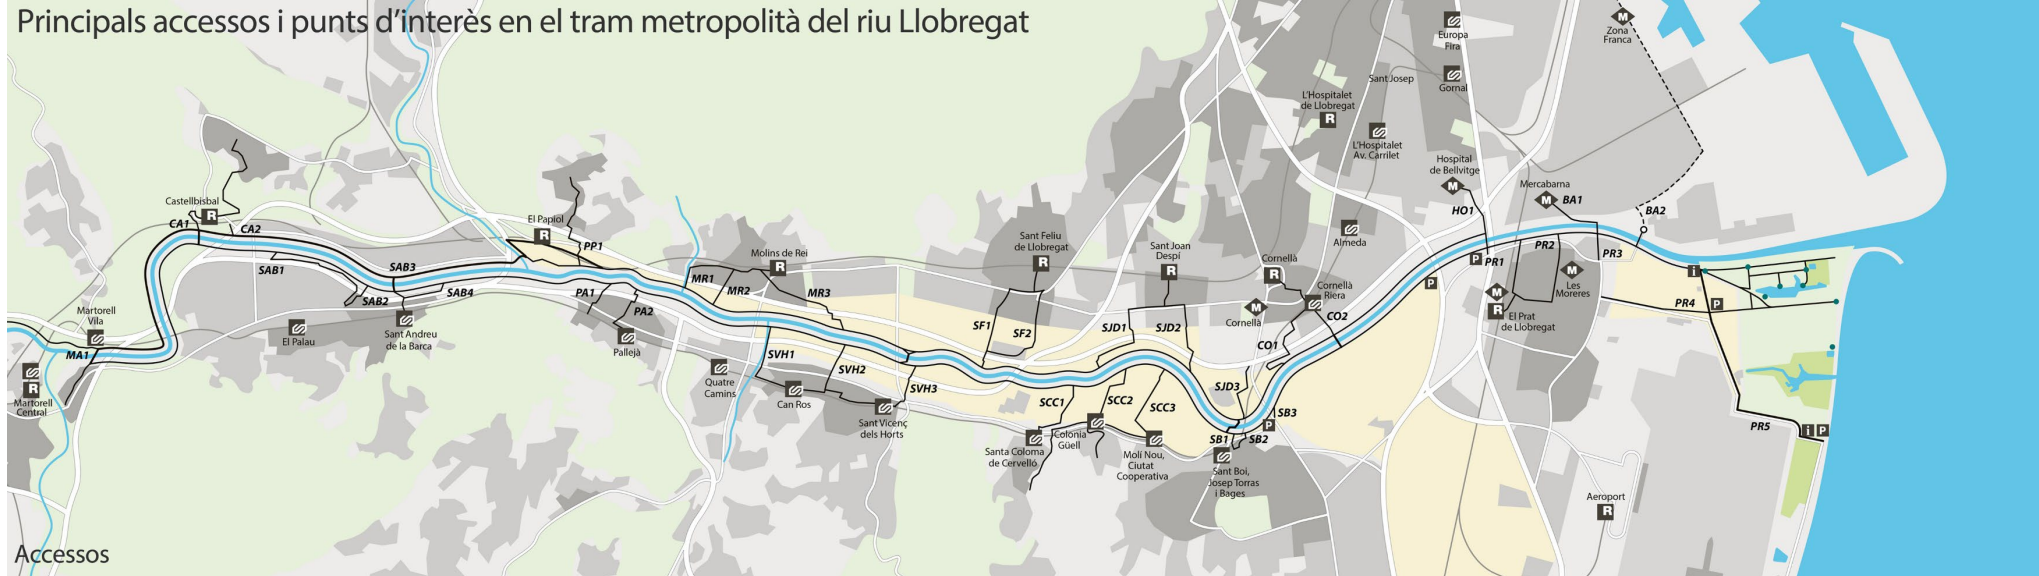 Principals accessos i punts d'interès en el tram metropolità del riu Llobregat
M
Zona
Franca
Europa
Fira
Sant Josep
Gornal
L'Hospitalet
de Llobregat
R
L'Hospitalet
Av. Carrilet
Hospital
de Bellvitge
M
Mercabarna
M
BA1
HO1
BA2
Castellbisbal
R
CA1
CA2
El Papiol
R
PP1
Sant Feliu
de Llobregat
R
Sant Joan
Despí
R
Almeda
Cornellà
R
Molins de Rei
R
SAB1
SAB3
SAB2
SAB4
PA1
PA2
MR1
MR2
MR3
P
PR1
PR2
PR3
M
Les
Moreres
P
i
PR4
P
M
R
El Prat
de Llobregat
Cornellà
Riera
M
Cornellà
CO2
CO1
Martorell
Vila
El Palau
Sant Andreu
de la Barca
Pallejà
MA1
SF1
SF2
SJD1
SJD2
SJD3
SVH1
SVH2
SVH3
Quatre
Camins
Can Ros
Sant Vicenç
dels Horts
R
Martorell
Central
SCC1
SCC2
SCC3
Santa Coloma
de Cervelló
Colonia
Güell
Molí Nou,
Ciutat
Cooperativa
SB1
SB2
SB3
P
Sant Boi,
Josep Torras
i Bages
PR5
i P
Aeroport
R
Accessos